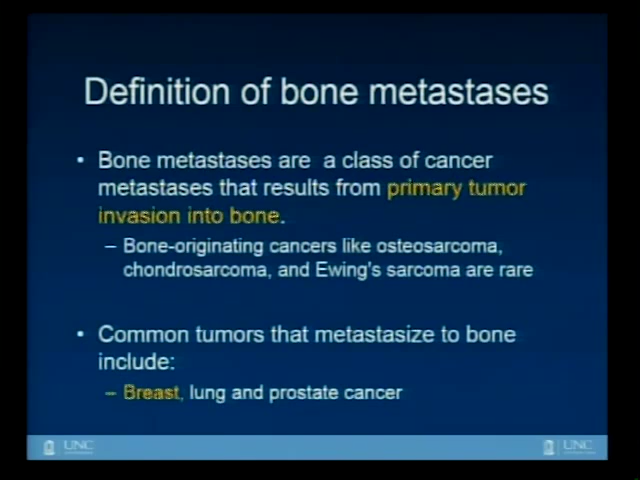 Definition of bone metastases
• Bone metastases are a class of cancer
metastases that results from primary tumor
invasion into bone.
– Bone-originating cancers like osteosarcoma,
chondrosarcoma, and Ewing's sarcoma are rare
• Common tumors that metastasize to bone
include:
– Breast, lung and prostate cancer
UNC
UNC